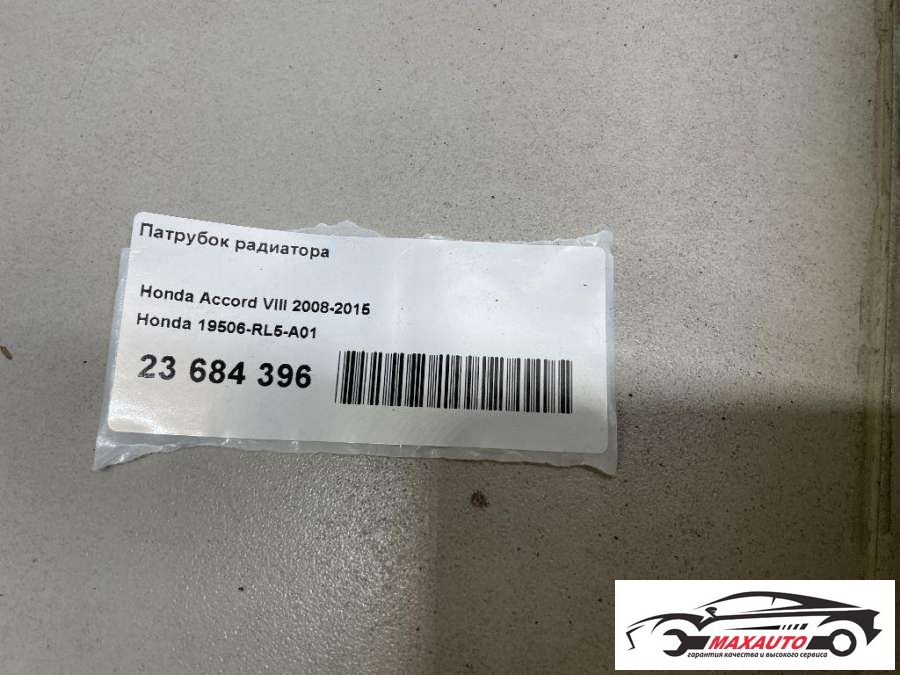 Патрубок радиатора
Honda Accord VIII 2008-2015
Honda 19506-RL5-A01
23 684 396
MAXAUTO
гарантия качества и высокого сервиса